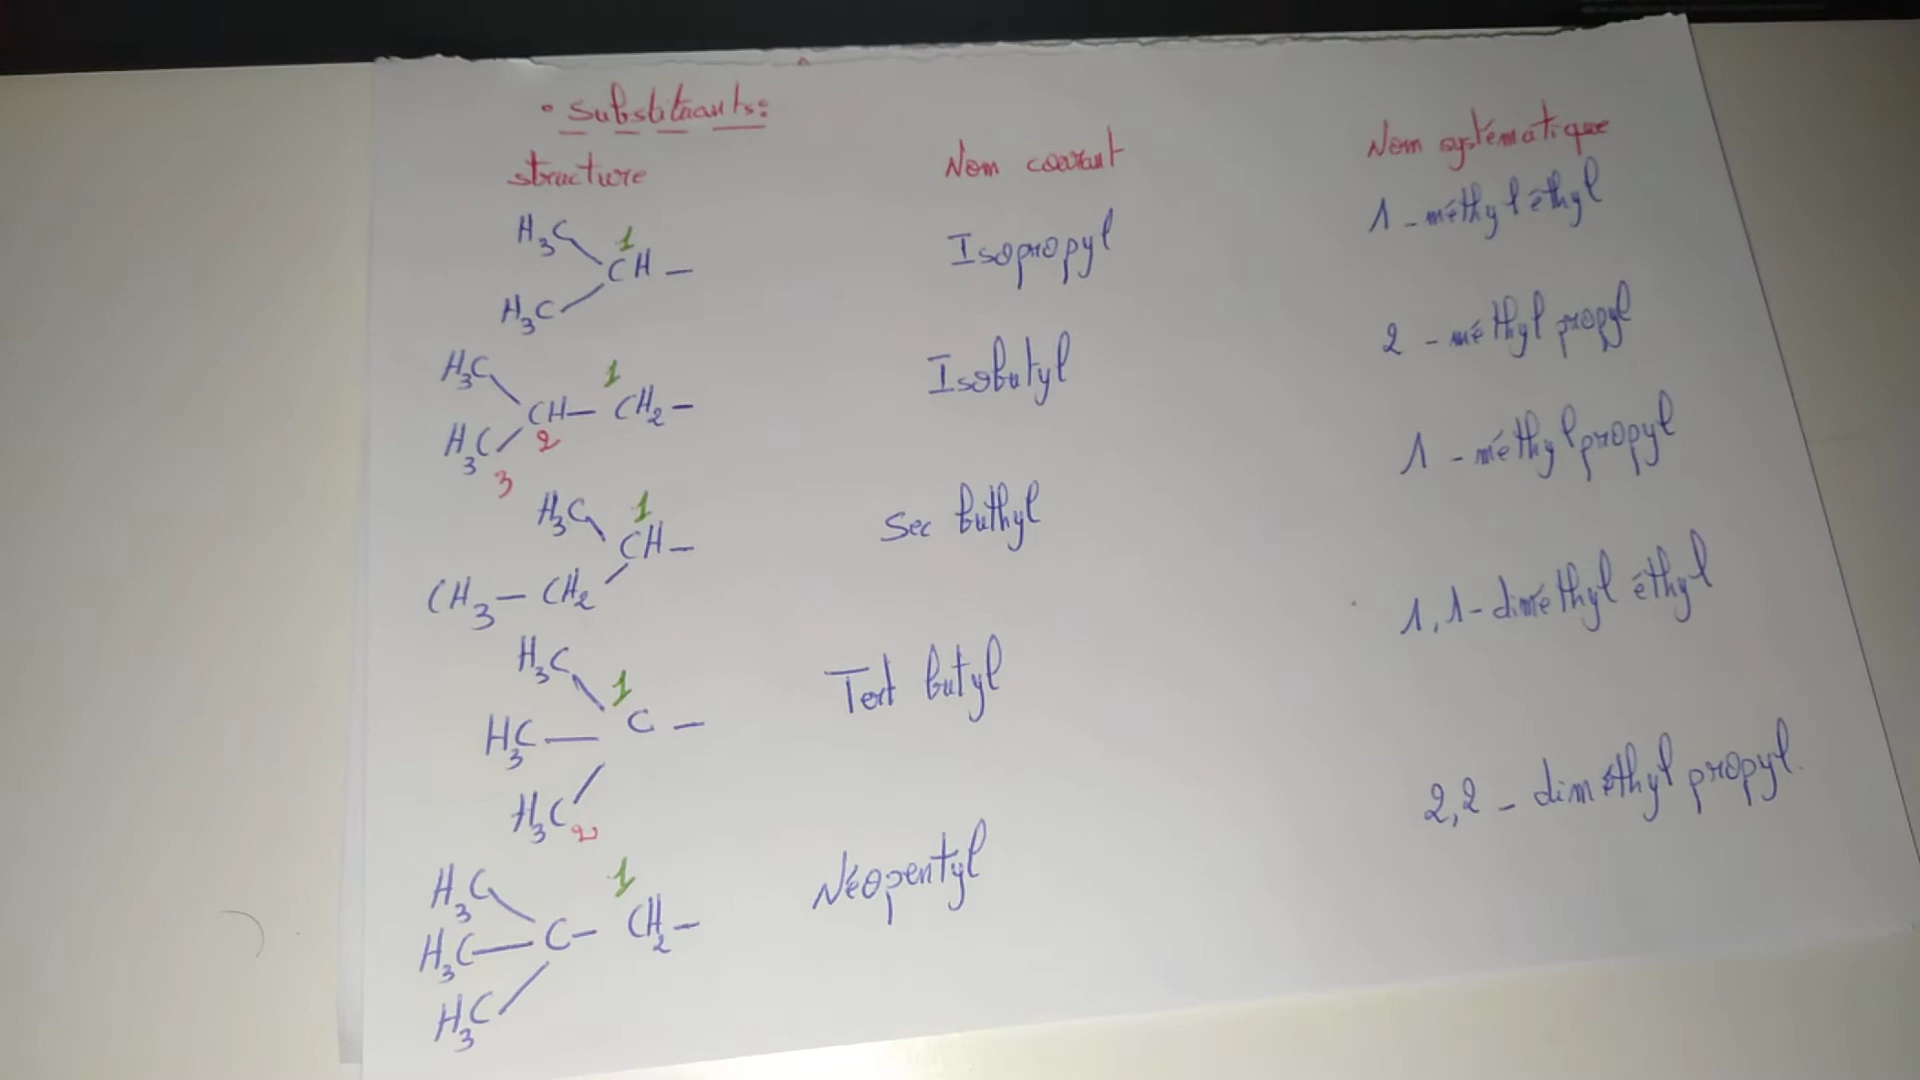 • Substituants:
structure Nom courant Nom systématique
H3C
1
CH – Isopropyl 1 - méthyl éthyl
H3C
H3C
1
CH – CH2 – Isobutyl 2 - méthyl propyl
H3C 2
3
H3C
1
CH – Sec buthyl 1 - méthyl propyl
CH3 – CH2
H3C
1
H3C — C – Tert butyl 1,1 - diméthyl éthyl
H3C 2
H3C
1
H3C — C – CH2 – Néopentyl 2,2 - diméthyl propyl.
H3C